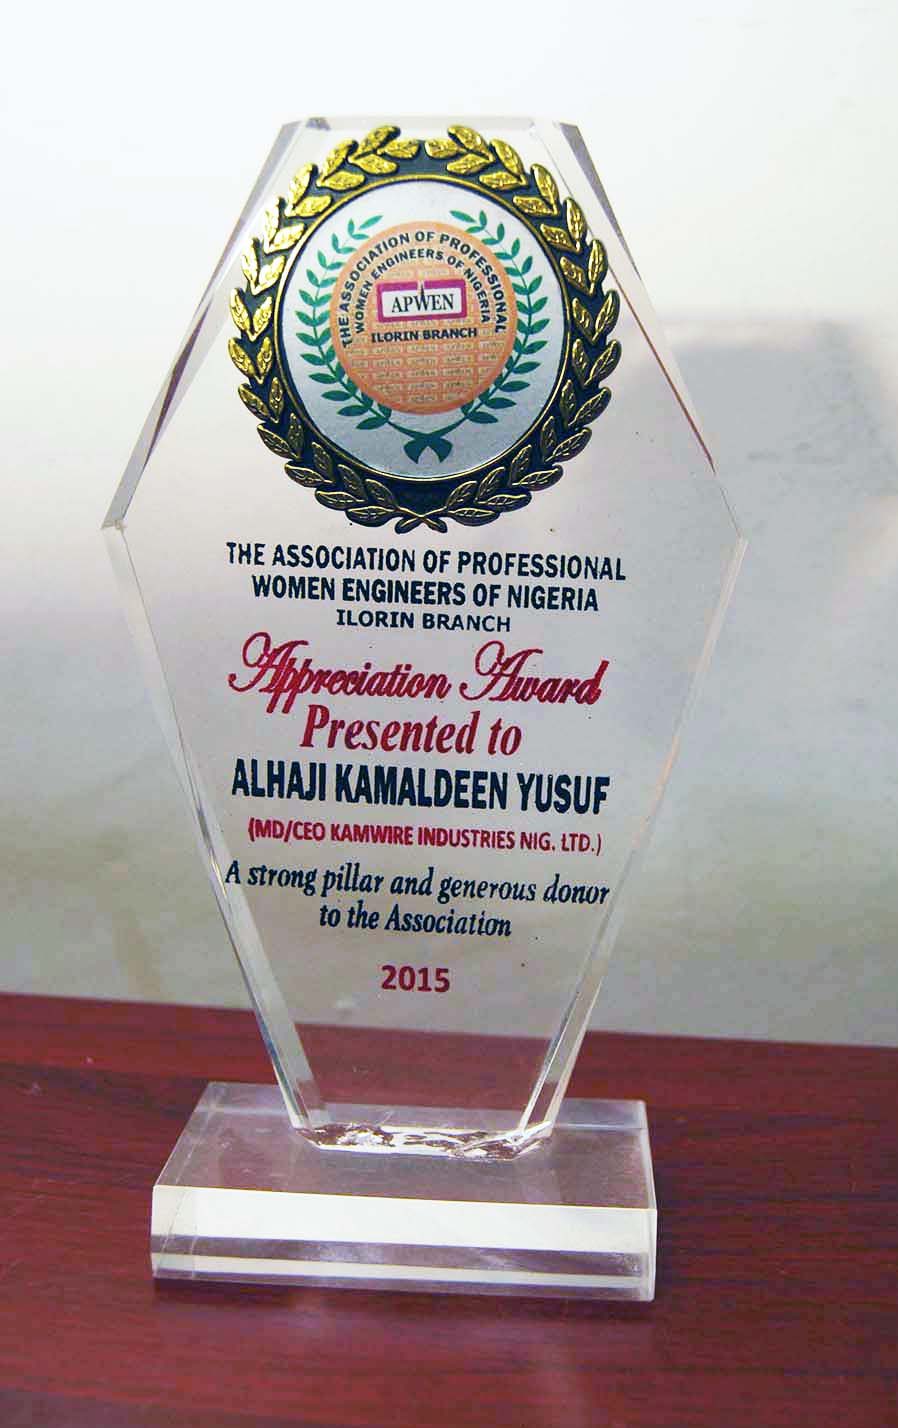 THE ASSOCIATION OF PROFESSIONAL
WOMEN ENGINEERS OF NIGERIA
APWEN
ILORIN BRANCH
THE ASSOCIATION OF PROFESSIONAL
WOMEN ENGINEERS OF NIGERIA
ILORIN BRANCH
Appreciation Award
Presented to
ALHAJI KAMALDEEN YUSUF
(MD/CEO KAMWIRE INDUSTRIES NIG. LTD.)
A strong pillar and generous donor
to the Association
2015